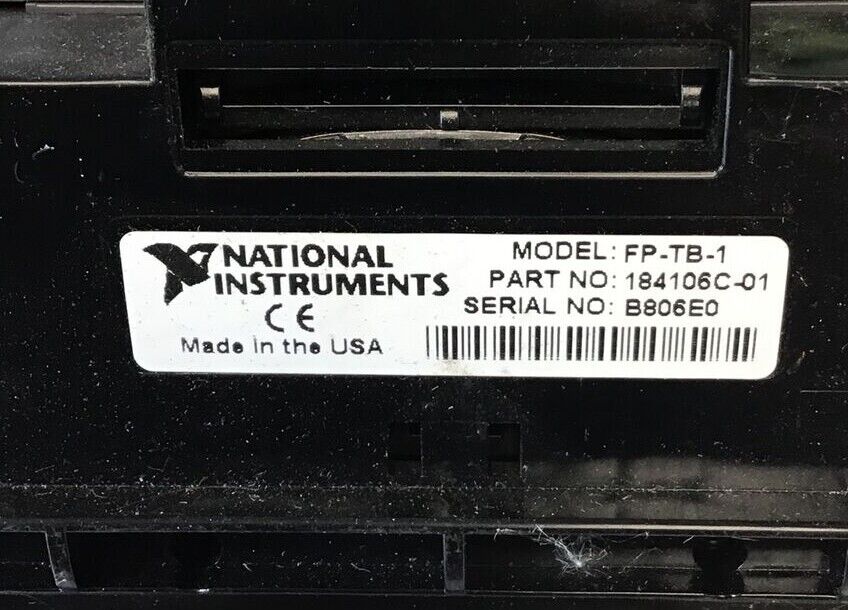 NATIONAL
INSTRUMENTS
CE
Made in the USA
MODEL: FP-TB-1
PART NO: 184106C-01
SERIAL NO: B806E0